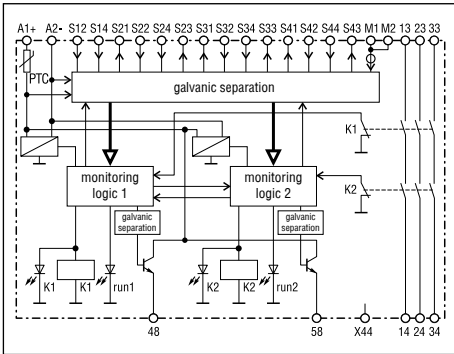 A1+ A2- S12 S14 S21 S22 S24 S23 S31 S32 S34 S33 S41 S42 S44 S43 M1 M2 13 23 33
PTC
galvanic separation
K1
monitoring
logic 1
monitoring
logic 2
K2
galvanic
separation
galvanic
separation
K1 K1 run1 K2 K2 run2
48 58 X44 14 24 34